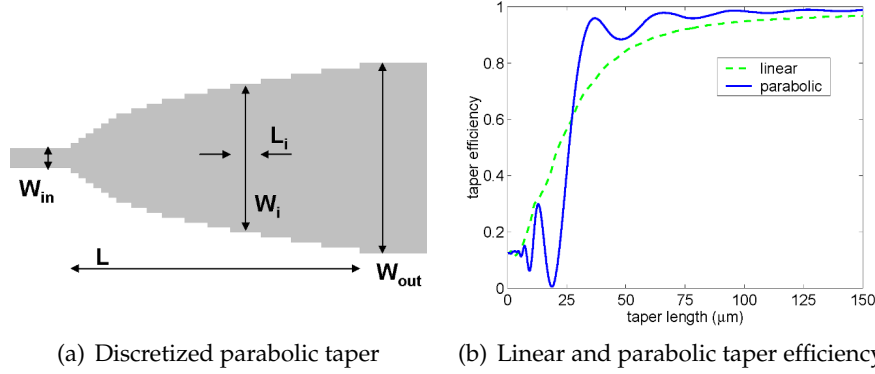 W_in
L_i
W_i
L
W_out
(a) Discretized parabolic taper
taper efficiency
1
0.8
0.6
0.4
0.2
0
linear
parabolic
0 25 50 75 100 125 150
taper length (μm)
(b) Linear and parabolic taper efficiency